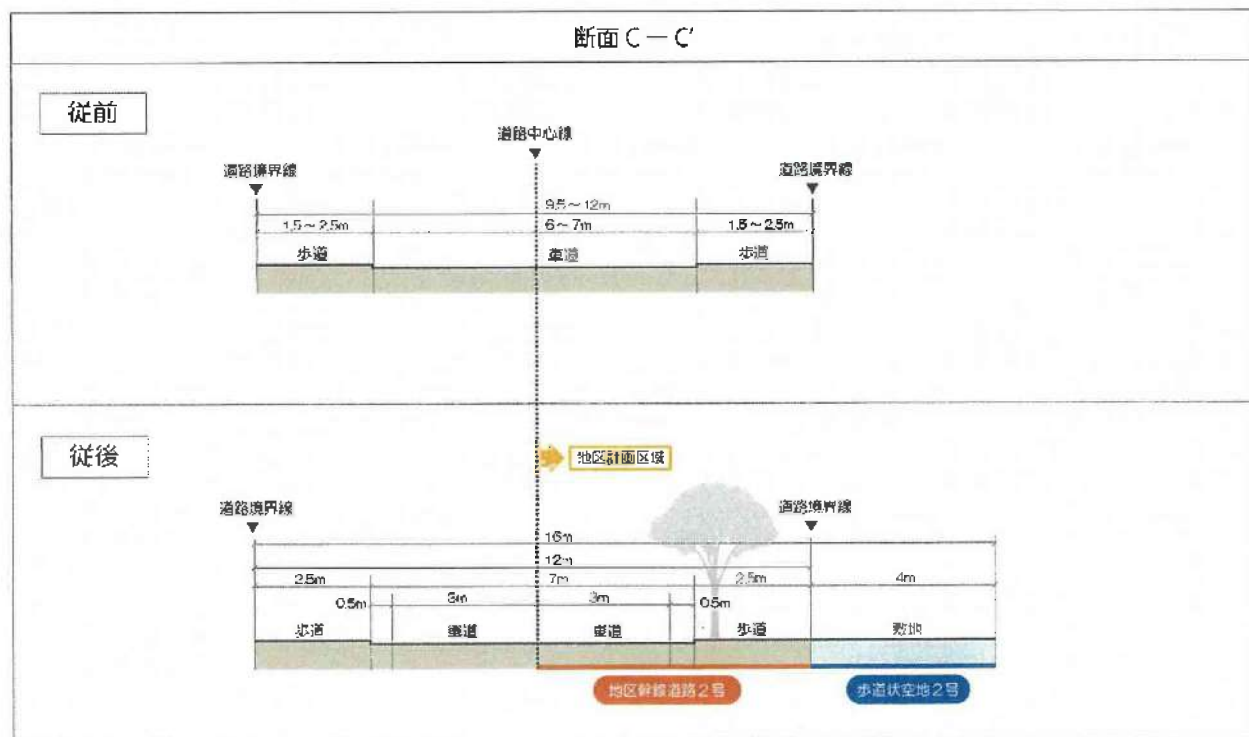 断面C－C′
従前
道路中心線
道路境界線
道路境界線
9.5～12m
1.5～2.5m
6～7m
1.5～2.5m
歩道
車道
歩道
従後
地区計画区域
道路境界線
道路境界線
16m
12m
2.5m
7m
2.5m
4m
0.5m
3m
3m
0.5m
歩道
車道
車道
歩道
敷地
地区幹線道路2号
歩道状空地2号